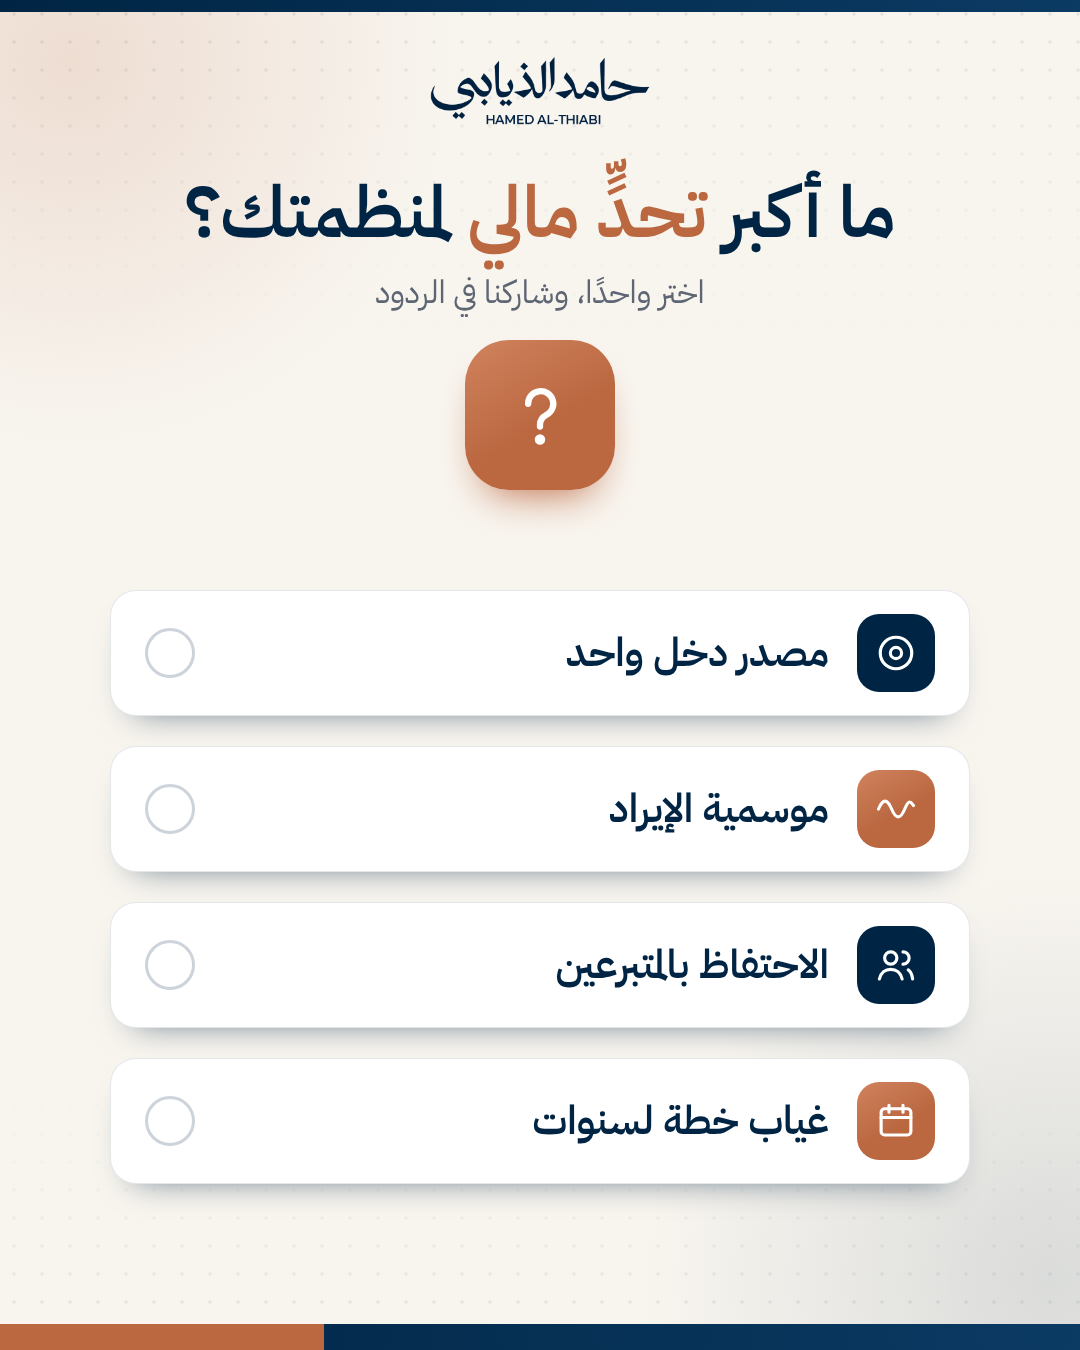 حامد الذيابي
HAMED AL-THIABI
ما أكبر تحدٍّ مالي لمنظمتك؟
اختر واحدًا، وشاركنا في الردود
?
مصدر دخل واحد
موسمية الإيراد
الاحتفاظ بالمتبرعين
غياب خطة لسنوات